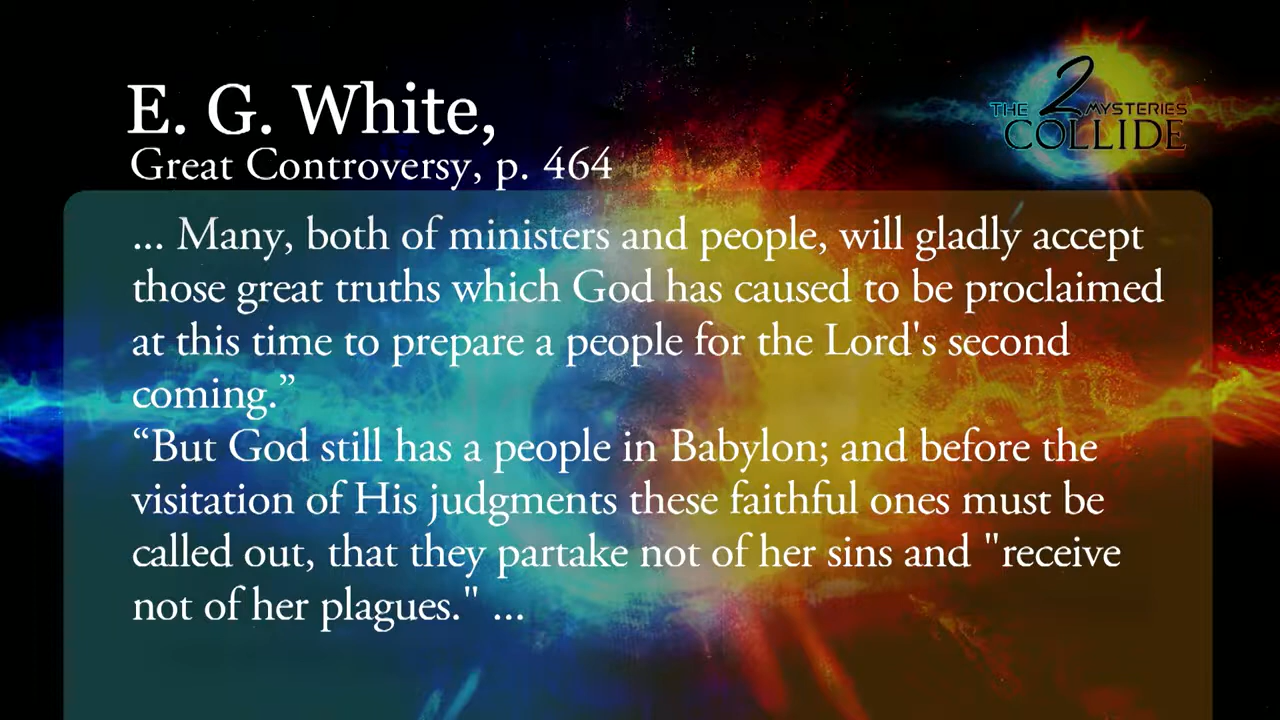 E. G. White,
Great Controversy, p. 464
THE 2 MYSTERIES
COLLIDE
... Many, both of ministers and people, will gladly accept
those great truths which God has caused to be proclaimed
at this time to prepare a people for the Lord's second
coming.”
“But God still has a people in Babylon; and before the
visitation of His judgments these faithful ones must be
called out, that they partake not of her sins and "receive
not of her plagues." ...